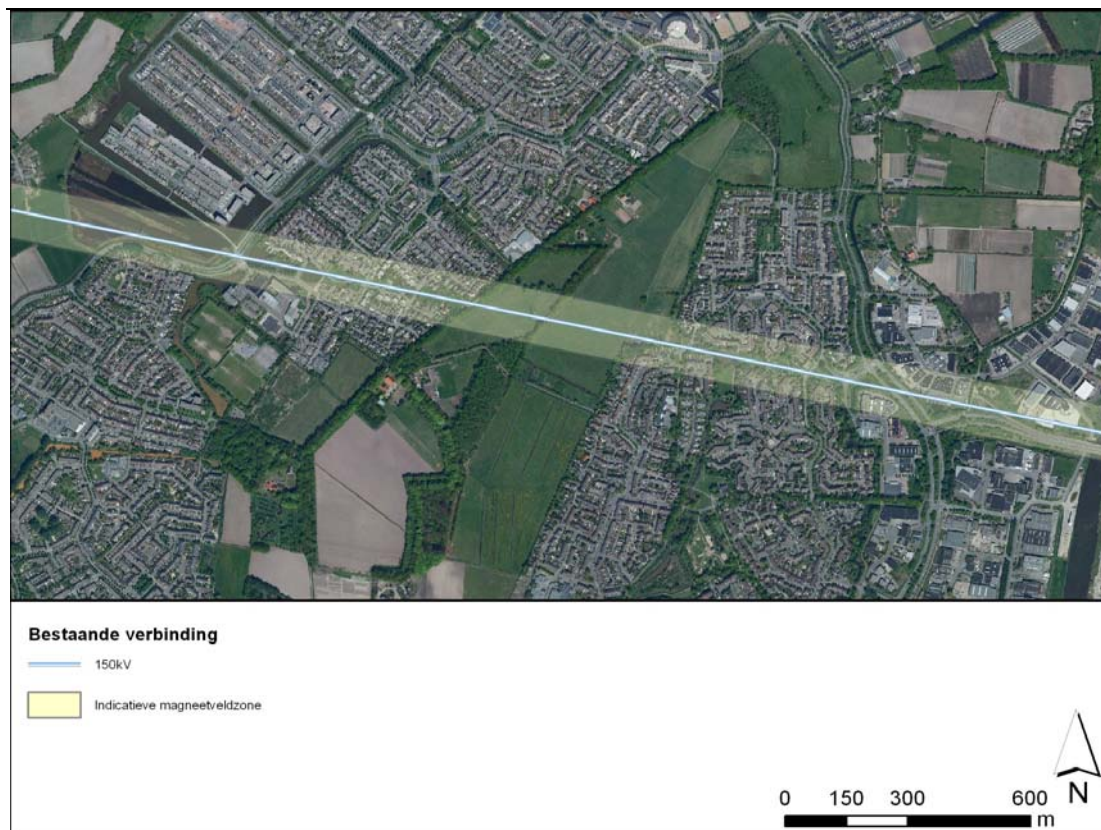 Bestaande verbinding
150kV
Indicatieve magneetveldzone
N
0 150 300 600
m